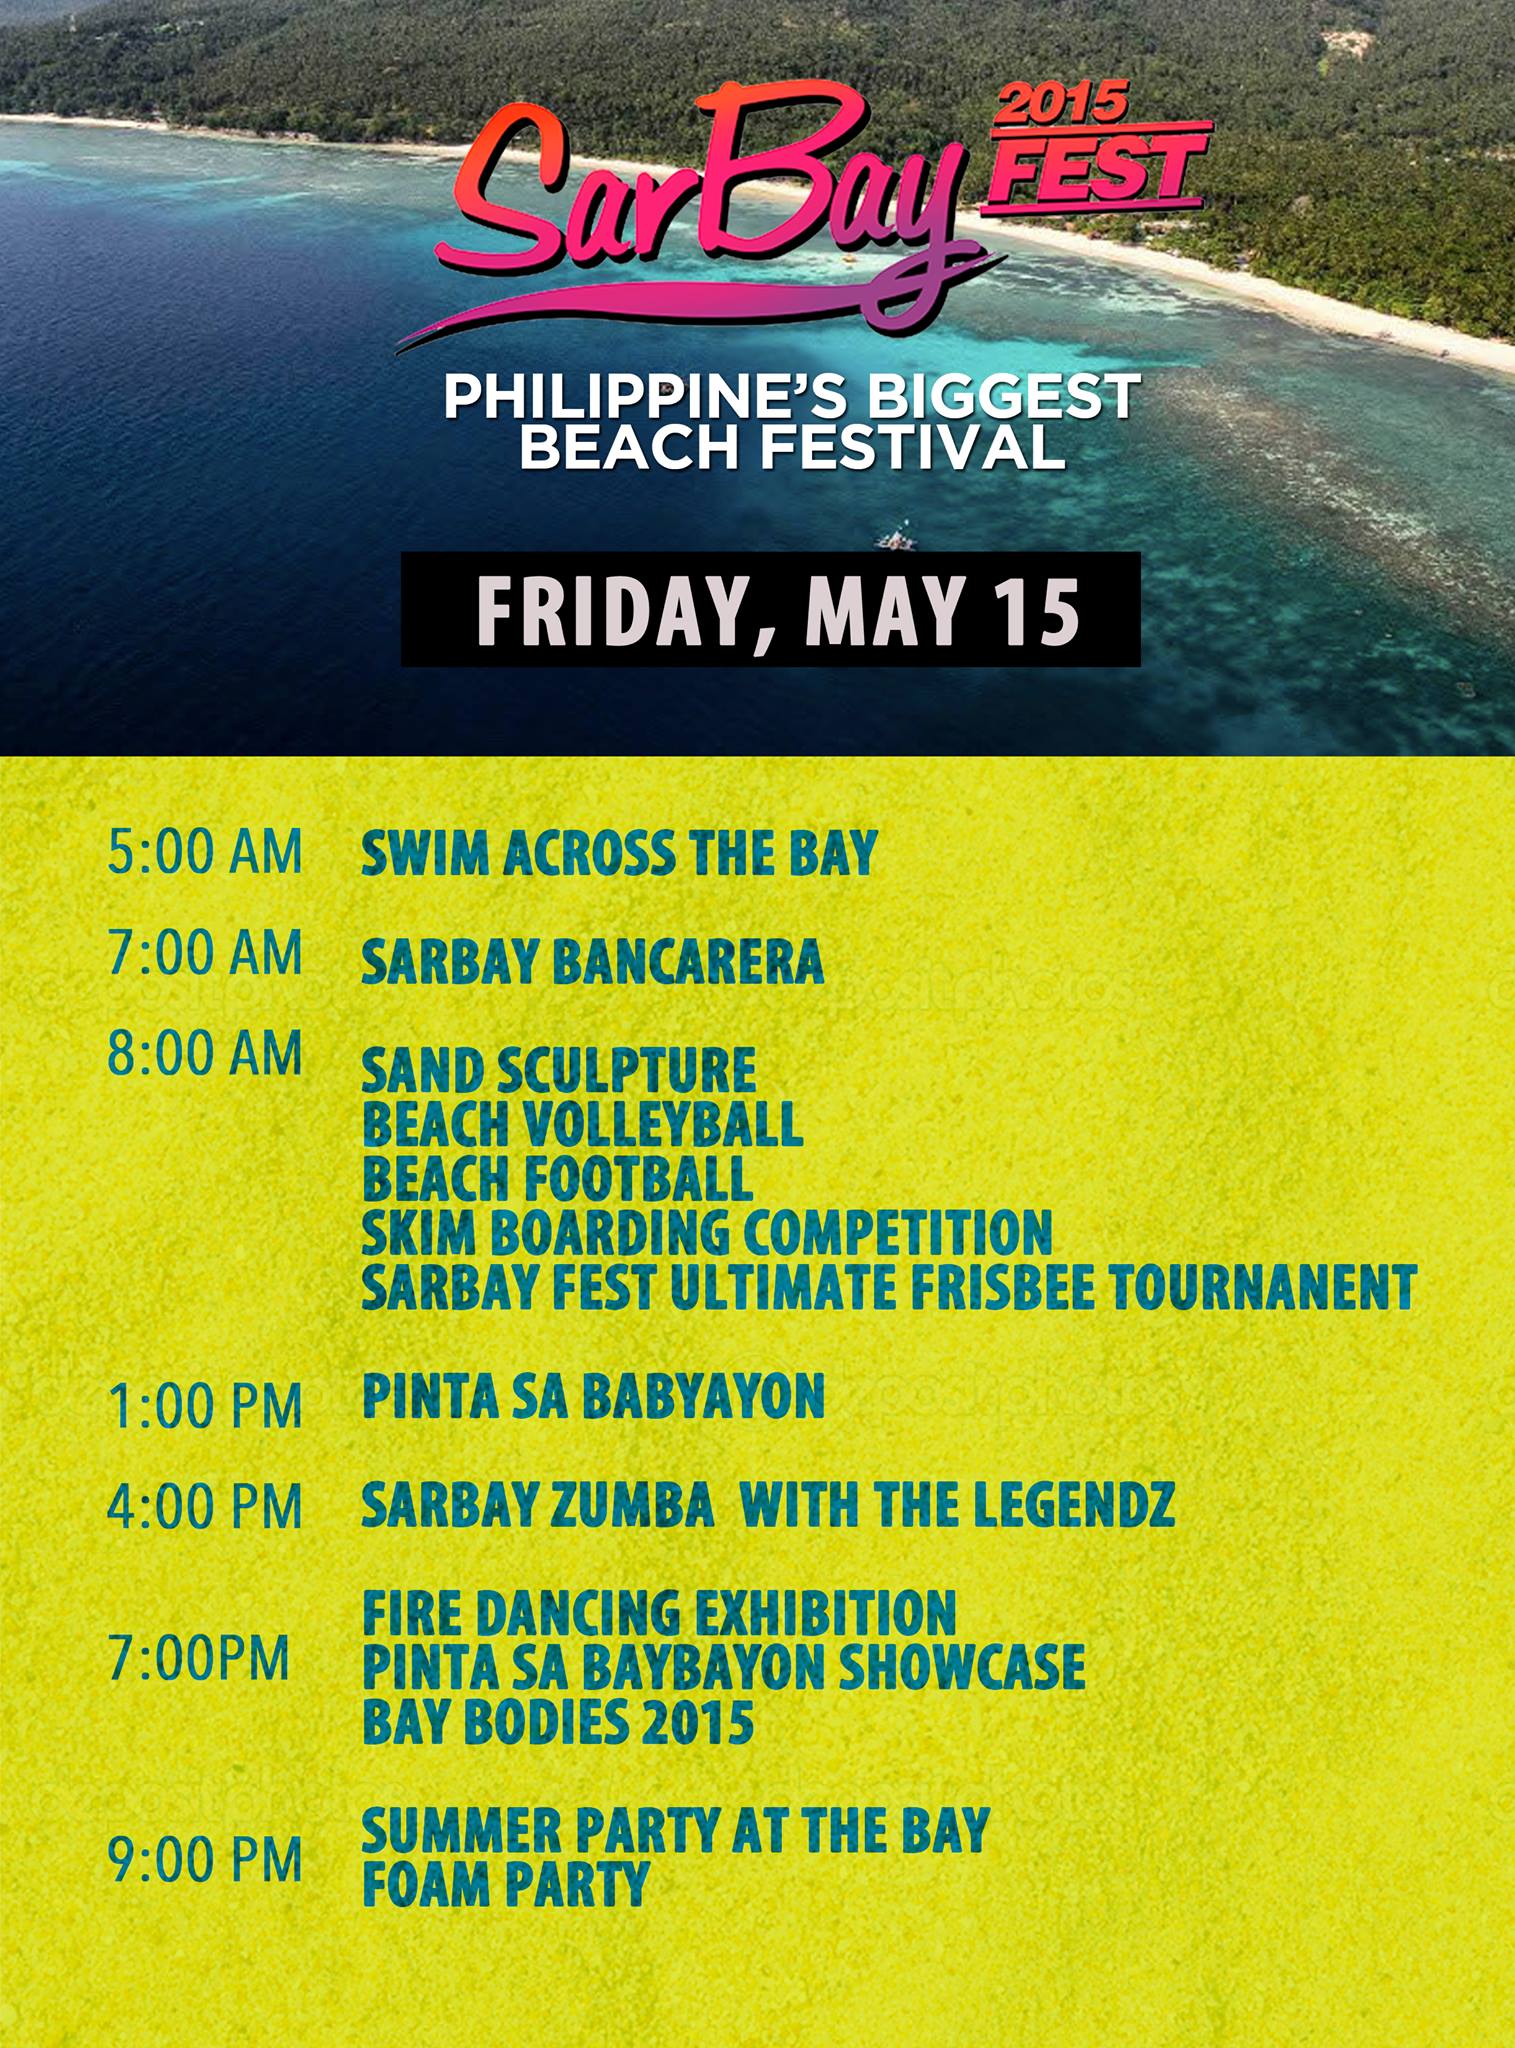 SarBay 2015
FEST
PHILIPPINE'S BIGGEST
BEACH FESTIVAL
FRIDAY, MAY 15
5:00 AM SWIM ACROSS THE BAY
7:00 AM SARBAY BANCARERA
8:00 AM SAND SCULPTURE
BEACH VOLLEYBALL
BEACH FOOTBALL
SKIM BOARDING COMPETITION
SARBAY FEST ULTIMATE FRISBEE TOURNANENT
1:00 PM PINTA SA BABYAYON
4:00 PM SARBAY ZUMBA WITH THE LEGENDZ
7:00PM FIRE DANCING EXHIBITION
PINTA SA BAYBAYON SHOWCASE
BAY BODIES 2015
9:00 PM SUMMER PARTY AT THE BAY
FOAM PARTY